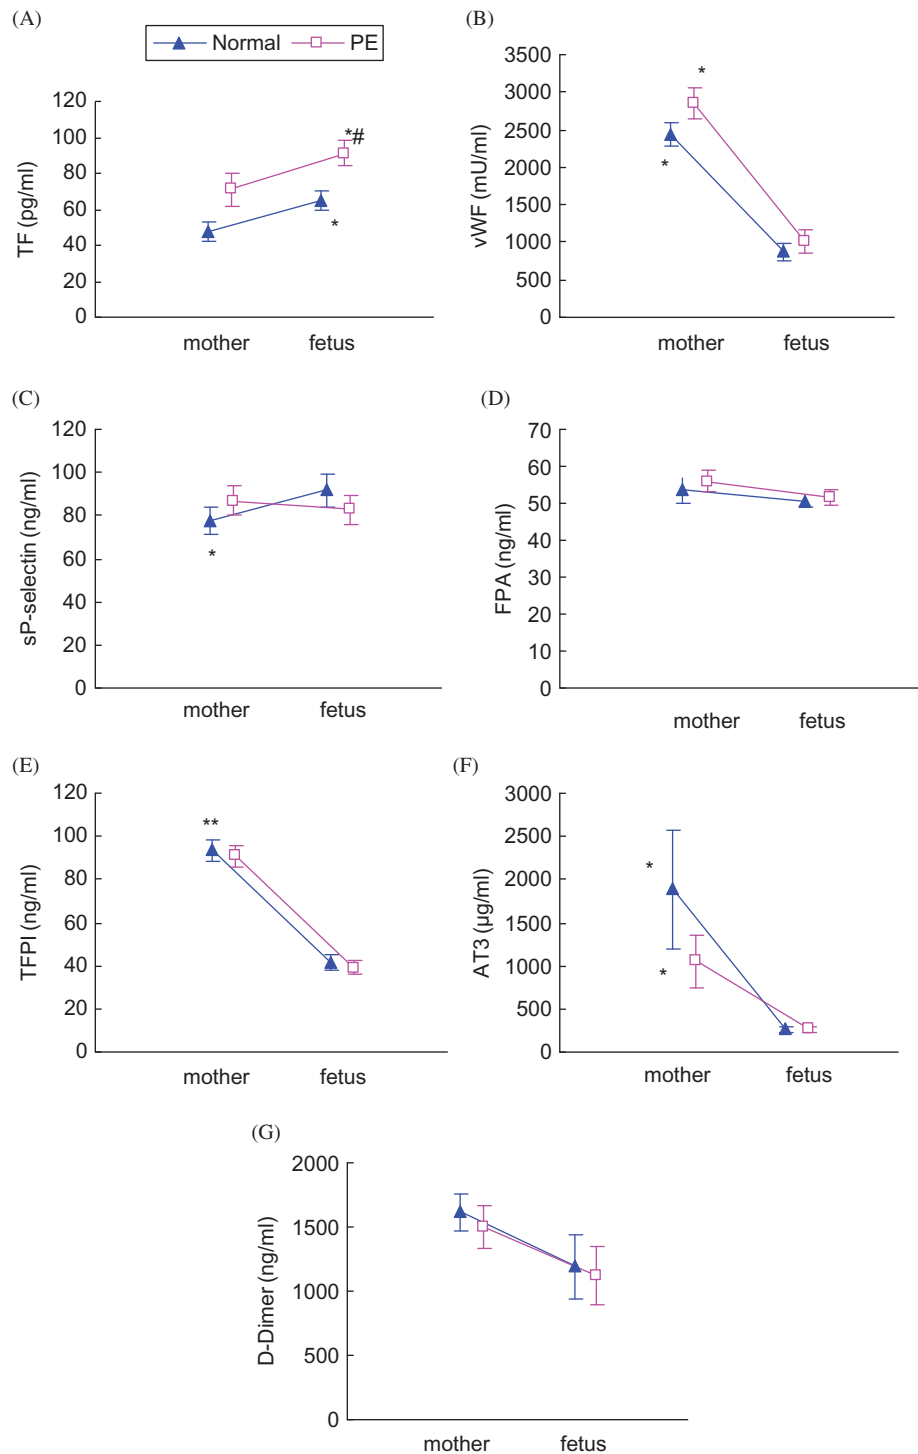 (A)
Normal PE
TF (pg/ml)
120
100
80
60
40
20
0
*#
*
mother fetus
(B)
vWF (mU/ml)
3500
3000
2500
2000
1500
1000
500
0
*
*
mother fetus
(C)
sP-selectin (ng/ml)
120
100
80
60
40
20
0
*
mother fetus
(D)
FPA (ng/ml)
70
60
50
40
30
20
10
0
mother fetus
(E)
TFPI (ng/ml)
120
100
80
60
40
20
0
**
mother fetus
(F)
AT3 (μg/ml)
3000
2500
2000
1500
1000
500
0
*
*
mother fetus
(G)
D-Dimer (ng/ml)
2000
1500
1000
500
0
mother fetus